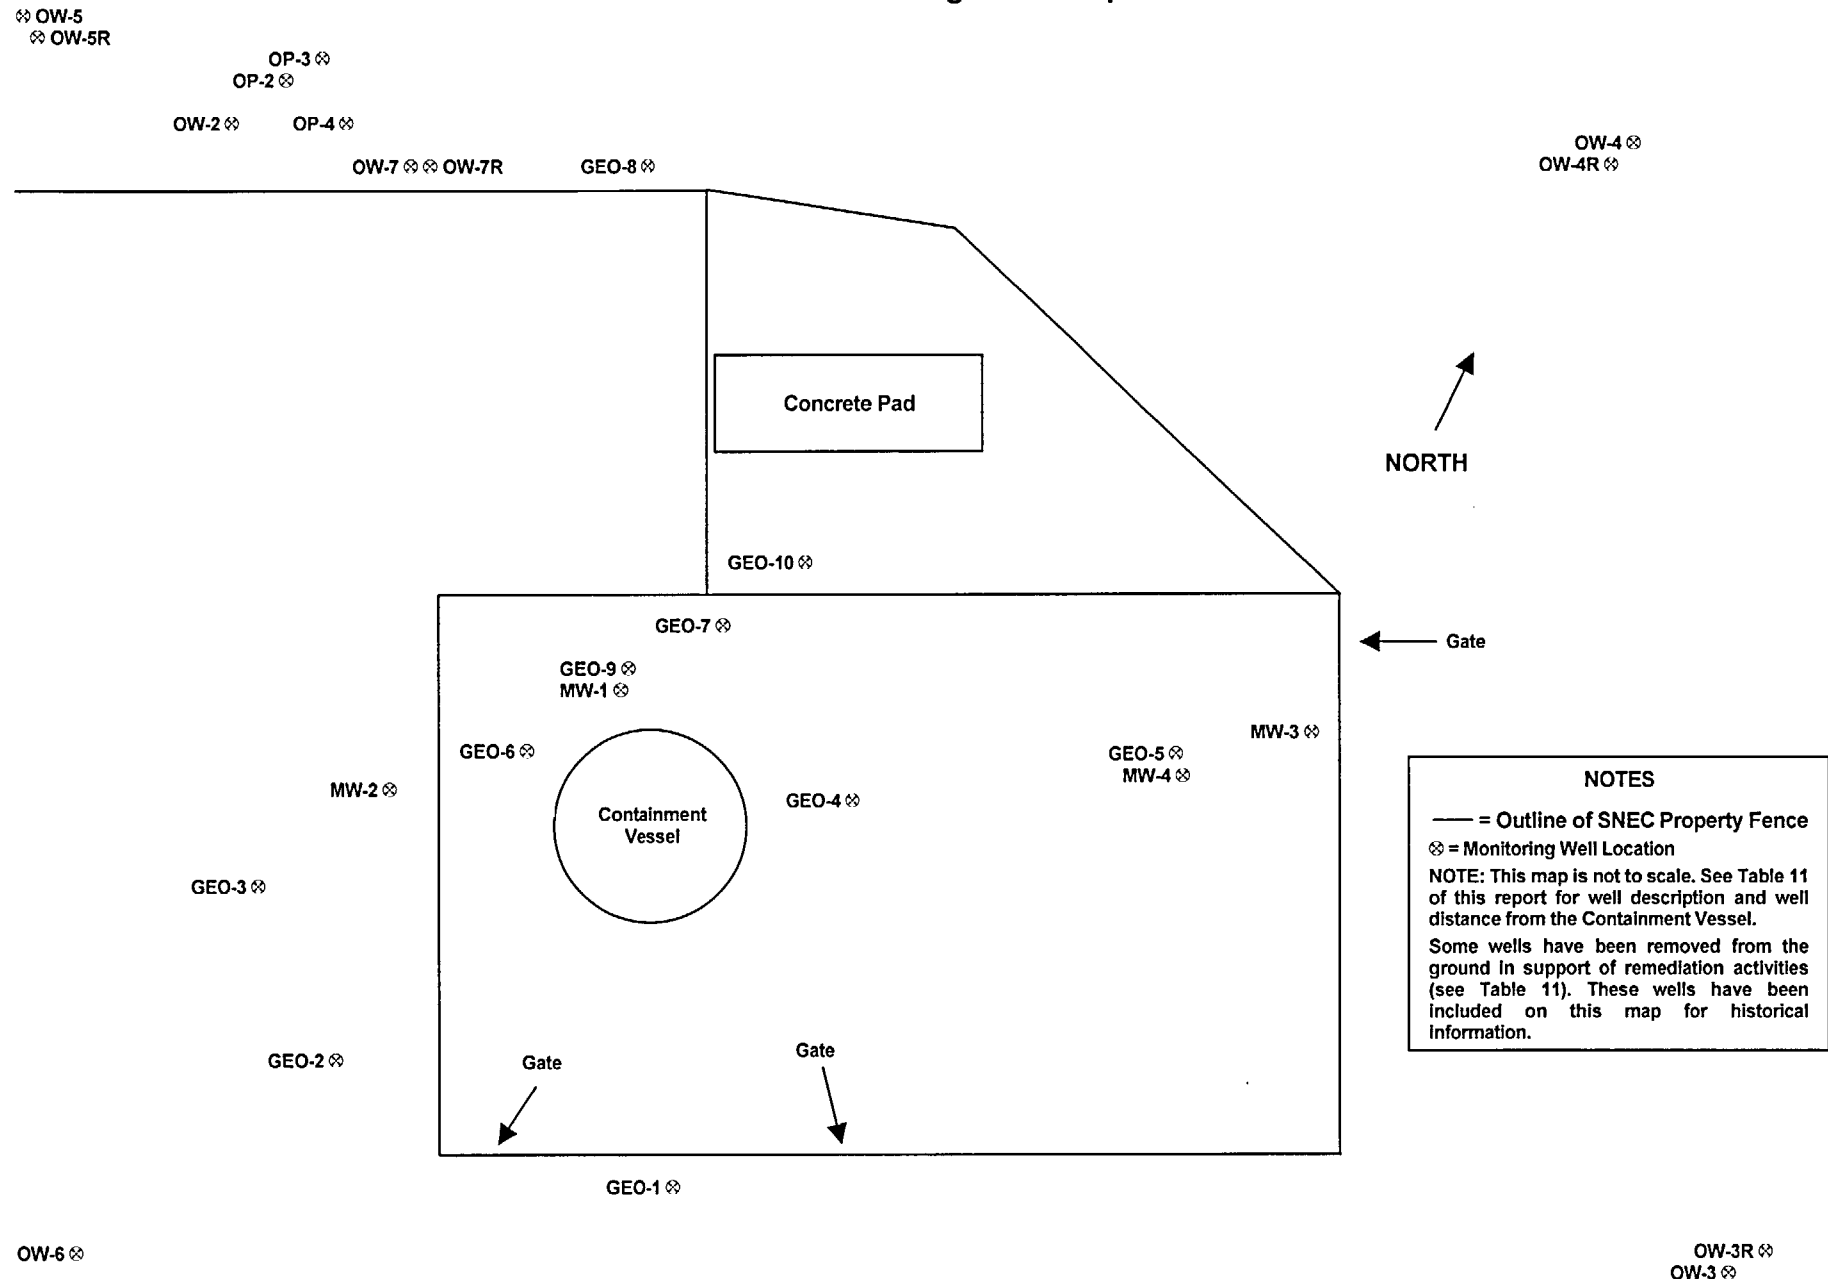 OW-5
OW-5R
OP-3
OP-2
OW-2
OP-4
OW-7
OW-7R
GEO-8
OW-4
OW-4R
Concrete Pad
NORTH
GEO-10
GEO-7
Gate
GEO-9
MW-1
GEO-6
MW-3
GEO-5
MW-4
MW-2
GEO-4
Containment
Vessel
GEO-3
NOTES
= Outline of SNEC Property Fence
⊗ = Monitoring Well Location
NOTE: This map is not to scale. See Table 11
of this report for well description and well
distance from the Containment Vessel.
Some wells have been removed from the
ground in support of remediation activities
(see Table 11). These wells have been
included on this map for historical
information.
GEO-2
Gate
Gate
GEO-1
OW-6
OW-3R
OW-3